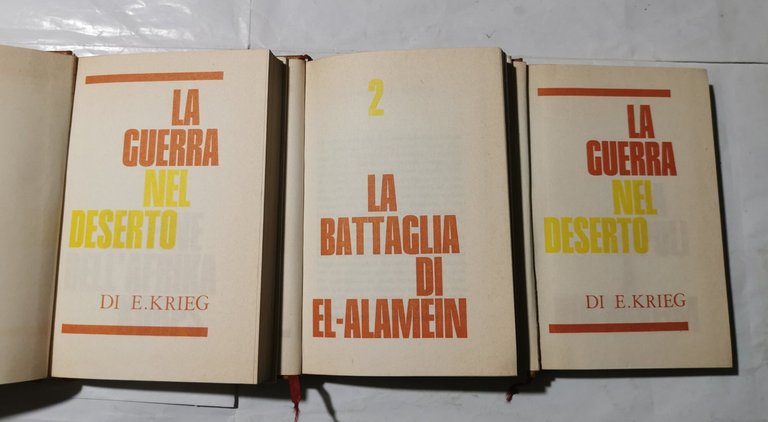 LA
GUERRA
NEL
DESERTO
DI E.KRIEG
2
LA
BATTAGLIA
DI
EL-ALAMEIN
LA
GUERRA
NEL
DESERTO
DI E.KRIEG